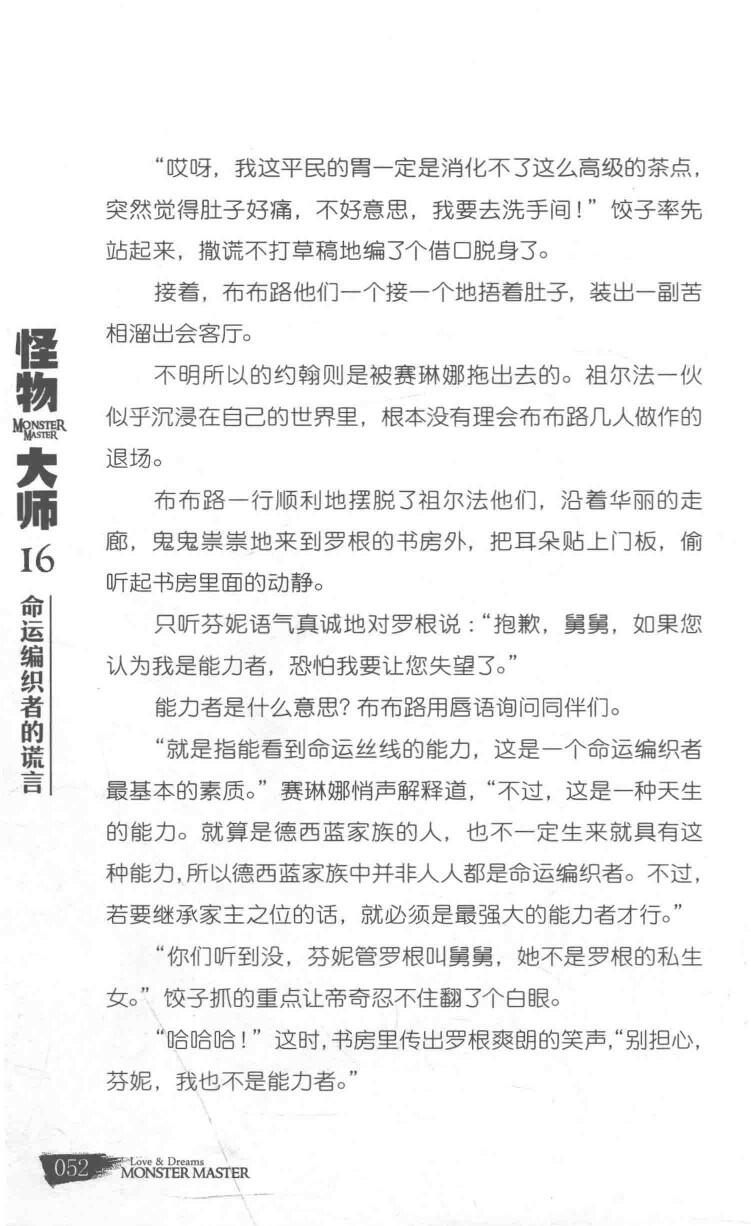 “哎呀，我这平民的胃一定是消化不了这么高级的茶点，
突然觉得肚子好痛，不好意思，我要去洗手间！”饺子率先
站起来，撒谎不打草稿地编了个借口脱身了。
接着，布布路他们一个接一个地捂着肚子，装出一副苦
相溜出会客厅。
不明所以的约翰则是被赛琳娜拖出去的。祖尔法一伙
似乎沉浸在自己的世界里，根本没有理会布布路几人做作的
退场。
布布路一行顺利地摆脱了祖尔法他们，沿着华丽的走
廊，鬼鬼祟祟地来到罗根的书房外，把耳朵贴上门板，偷
听起书房里面的动静。
只听芬妮语气真诚地对罗根说：“抱歉，舅舅，如果您
认为我是能力者，恐怕我要让您失望了。”
能力者是什么意思？布布路用唇语询问同伴们。
“就是指能看到命运丝线的能力，这是一个命运编织者
最基本的素质。”赛琳娜悄声解释道，“不过，这是一种天生
的能力。就算是德西蓝家族的人，也不一定生来就具有这
种能力，所以德西蓝家族中并非人人都是命运编织者。不过，
若要继承家主之位的话，就必须是最强大的能力者才行。”
“你们听到没，芬妮管罗根叫舅舅，她不是罗根的私生
女。”饺子抓的重点让帝奇忍不住翻了个白眼。
“哈哈哈！”这时，书房里传出罗根爽朗的笑声，“别担心，
芬妮，我也不是能力者。”
怪物
MONSTER
MASTER
大师
16
命运编织者的谎言
052
Love & Dreams
MONSTER MASTER